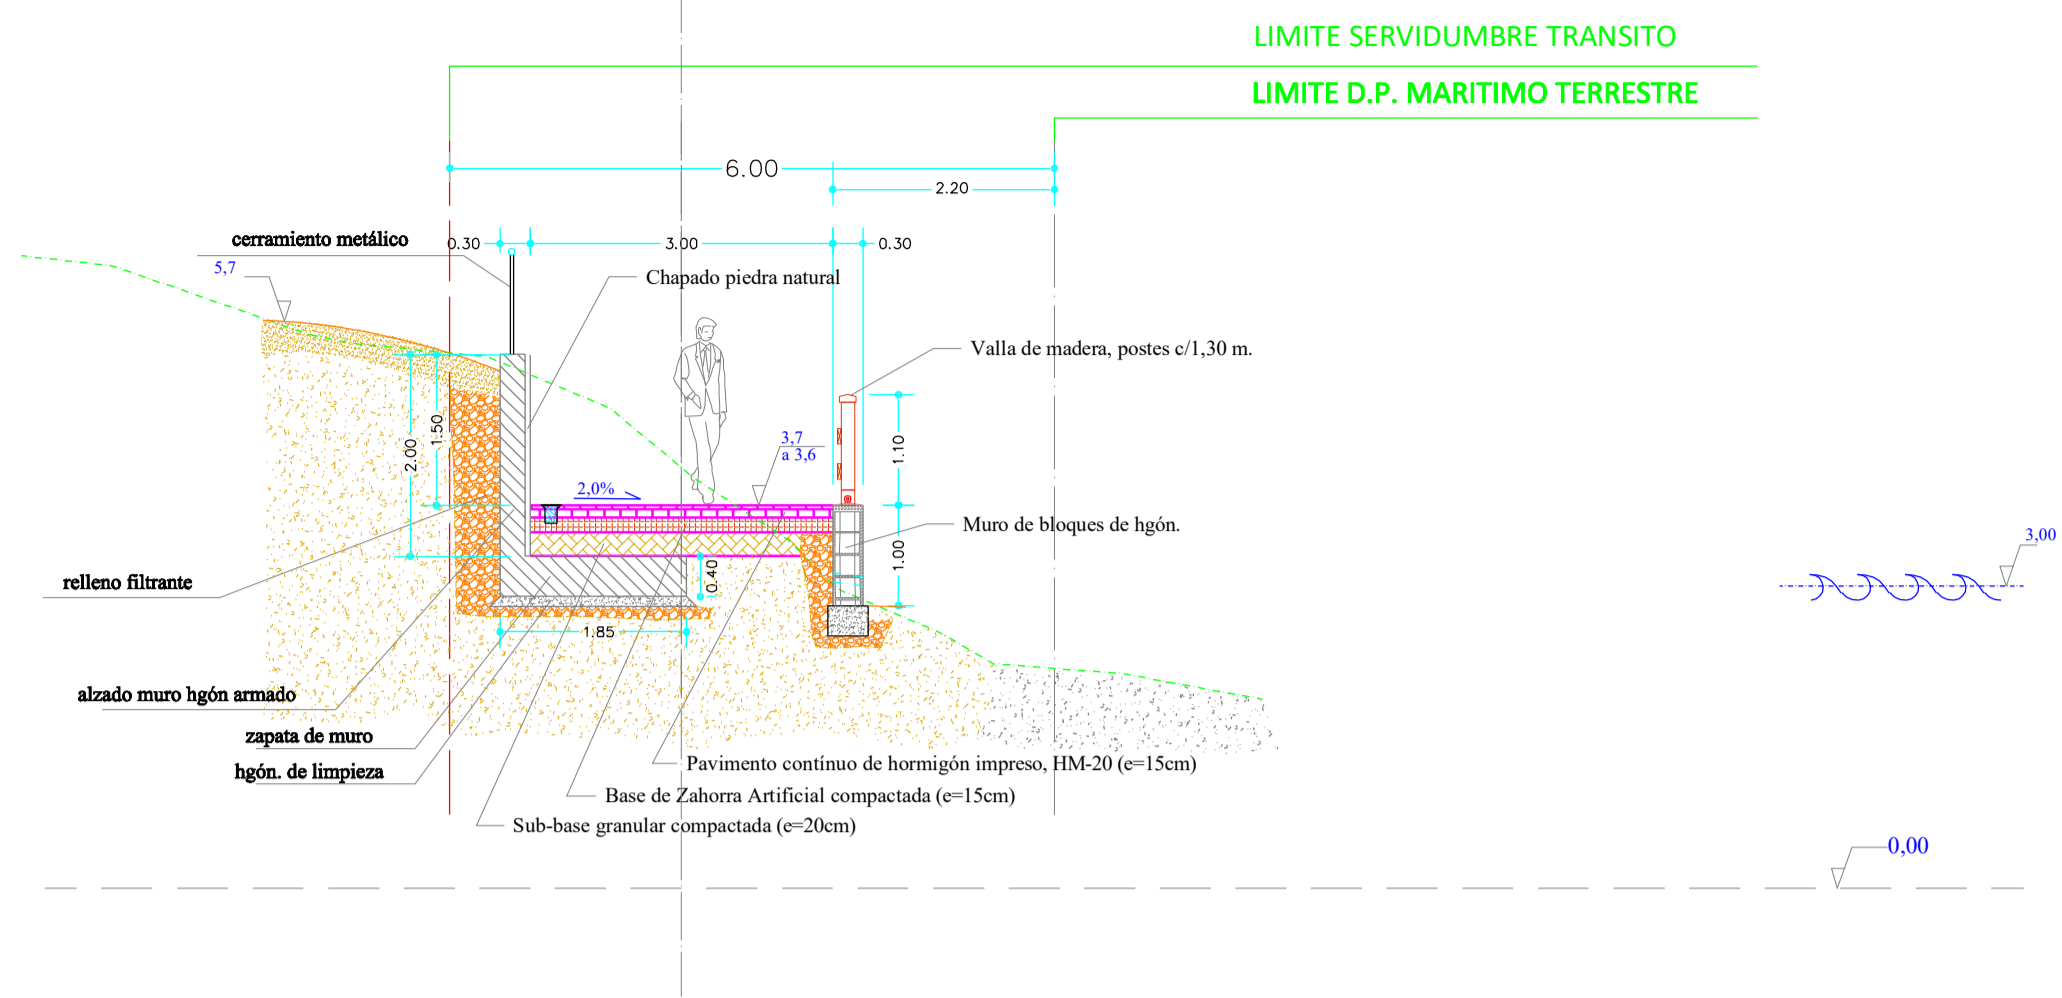 LIMITE SERVIDUMBRE TRANSITO
LIMITE D.P. MARITIMO TERRESTRE
6.00
2.20
cerramiento metálico
0.30
3.00
0.30
5,7
Chapado piedra natural
Valla de madera, postes c/1,30 m.
1.50
2.00
3,7
a 3,6
1.10
2,0%
Muro de bloques de hgón.
3,00
1.00
0.40
relleno filtrante
1.85
alzado muro hgón armado
zapata de muro
hgón. de limpieza
Pavimento contínuo de hormigón impreso, HM-20 (e=15cm)
Base de Zahorra Artificial compactada (e=15cm)
Sub-base granular compactada (e=20cm)
0,00